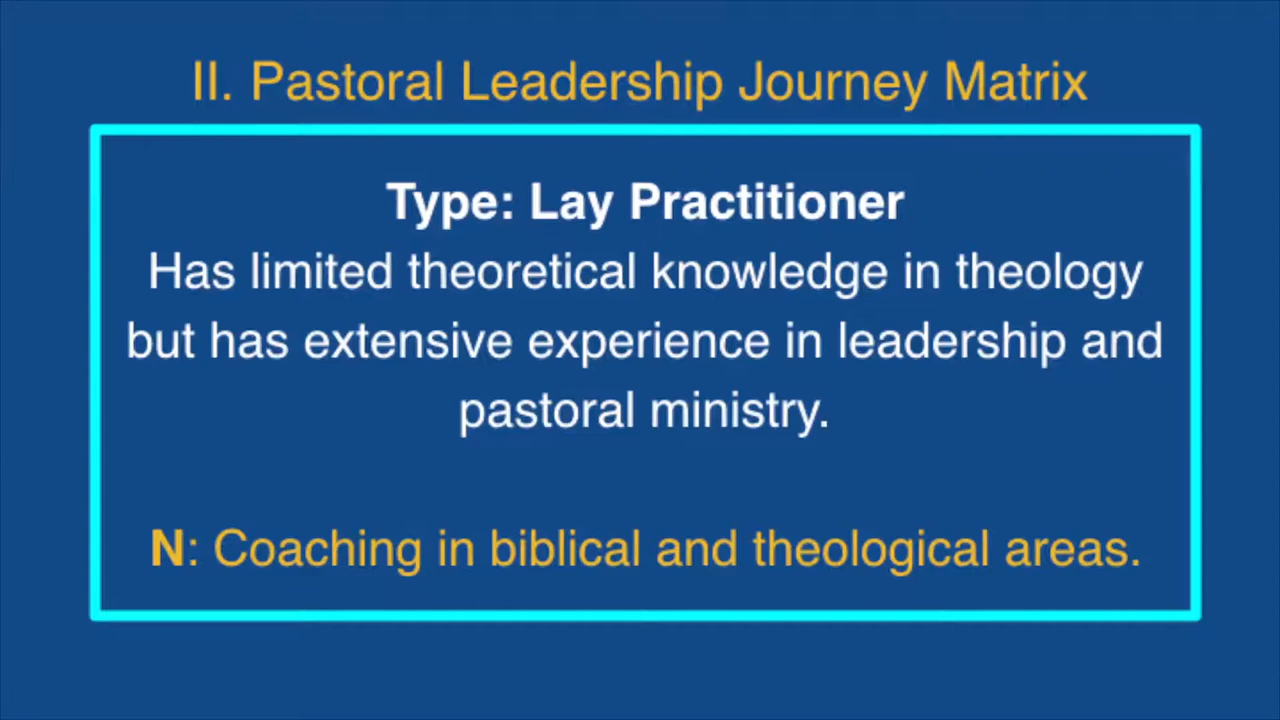 II. Pastoral Leadership Journey Matrix
Type: Lay Practitioner
Has limited theoretical knowledge in theology
but has extensive experience in leadership and
pastoral ministry.
N: Coaching in biblical and theological areas.